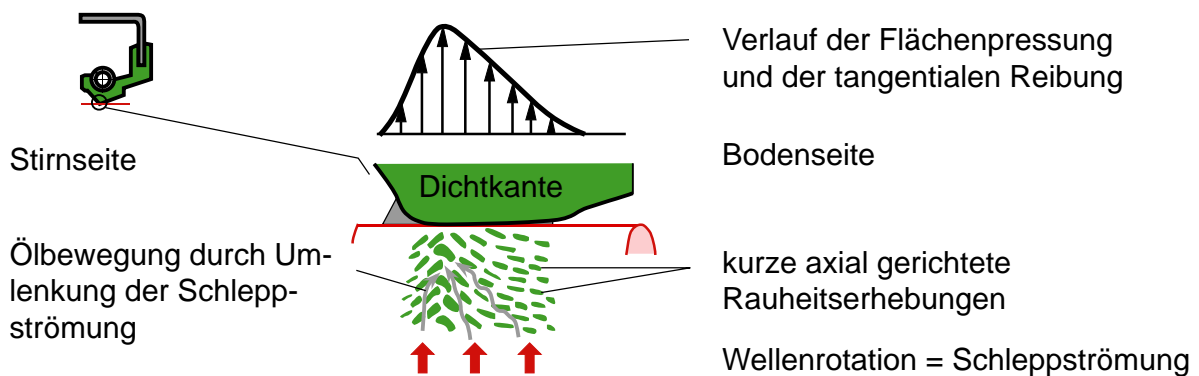 Verlauf der Flächenpressung
und der tangentialen Reibung
Stirnseite
Bodenseite
Dichtkante
Ölbewegung durch Um-
lenkung der Schlepp-
strömung
kurze axial gerichtete
Rauheitserhebungen
Wellenrotation = Schleppströmung